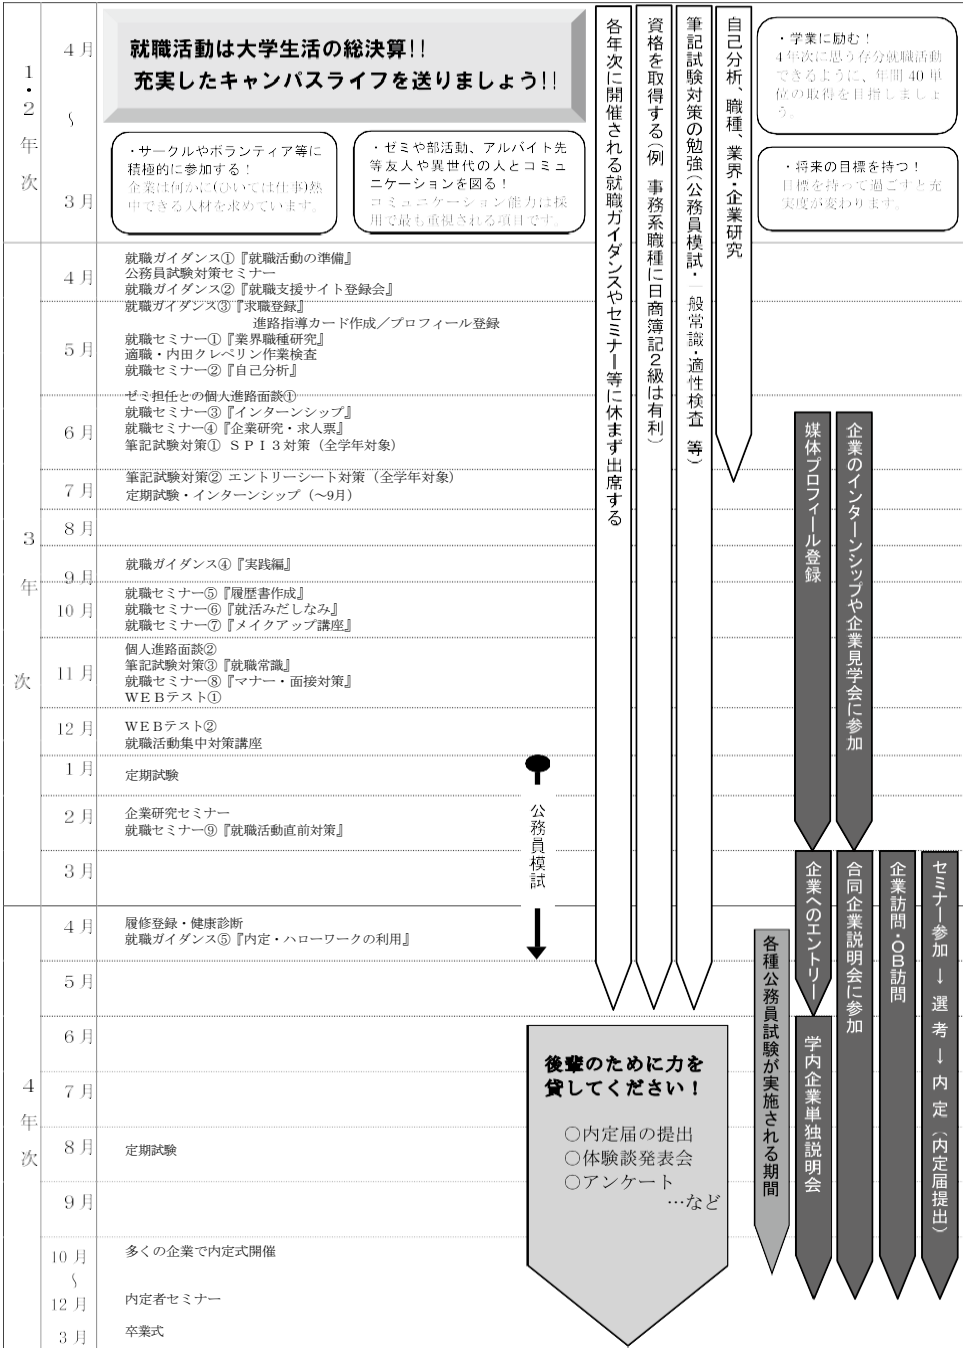 就職活動は大学生活の総決算!!
充実したキャンパスライフを送りましょう!!
1・2年次
4月
～
3月
・サークルやボランティア等に
積極的に参加する！
企業は何かに(ひいては仕事)熱
中できる人材を求めています。
・ゼミや部活動、アルバイト先
等友人や異世代の人とコミュ
ニケーションを図る！
コミュニケーション能力は採
用で最も重視される項目です。
各年次に開催される就職ガイダンスやセミナー等に休まず出席する
資格を取得する（例　事務系職種に日商簿記２級は有利）
筆記試験対策の勉強（公務員模試・一般常識・適性検査　等）
自己分析、職種、業界・企業研究
・学業に励む！
4年次に思う存分就職活動
できるように、年間40単
位の取得を目指しましょ
う。
・将来の目標を持つ！
目標を持って過ごすと充
実度が変わります。
3年次
4月
就職ガイダンス①『就職活動の準備』
公務員試験対策セミナー
就職ガイダンス②『就職支援サイト登録会』
就職ガイダンス③『求職登録』
進路指導カード作成／プロフィール登録
5月
就職セミナー①『業界職種研究』
適職・内田クレペリン作業検査
就職セミナー②『自己分析』
ゼミ担任との個人進路面談①
6月
就職セミナー③『インターンシップ』
就職セミナー④『企業研究・求人票』
筆記試験対策① ＳＰＩ３対策（全学年対象）
7月
筆記試験対策② エントリーシート対策（全学年対象）
定期試験・インターンシップ（～9月）
8月
9月
就職ガイダンス④『実践編』
10月
就職セミナー⑤『履歴書作成』
就職セミナー⑥『就活みだしなみ』
就職セミナー⑦『メイクアップ講座』
11月
個人進路面談②
筆記試験対策③『就職常識』
就職セミナー⑧『マナー・面接対策』
ＷＥＢテスト①
12月
ＷＥＢテスト②
就職活動集中対策講座
1月
定期試験
2月
企業研究セミナー
就職セミナー⑨『就職活動直前対策』
3月
公務員模試
媒体プロフィール登録
企業のインターンシップや企業見学会に参加
4年次
4月
履修登録・健康診断
就職ガイダンス⑤『内定・ハローワークの利用』
5月
6月
7月
8月
定期試験
9月
10月
～
12月
多くの企業で内定式開催
内定者セミナー
3月
卒業式
後輩のために力を
貸してください！
○内定届の提出
○体験談発表会
○アンケート
…など
各種公務員試験が実施される期間
企業へのエントリー
学内企業単独説明会
合同企業説明会に参加
企業訪問・ＯＢ訪問
セミナー参加 → 選考 → 内定（内定届提出）